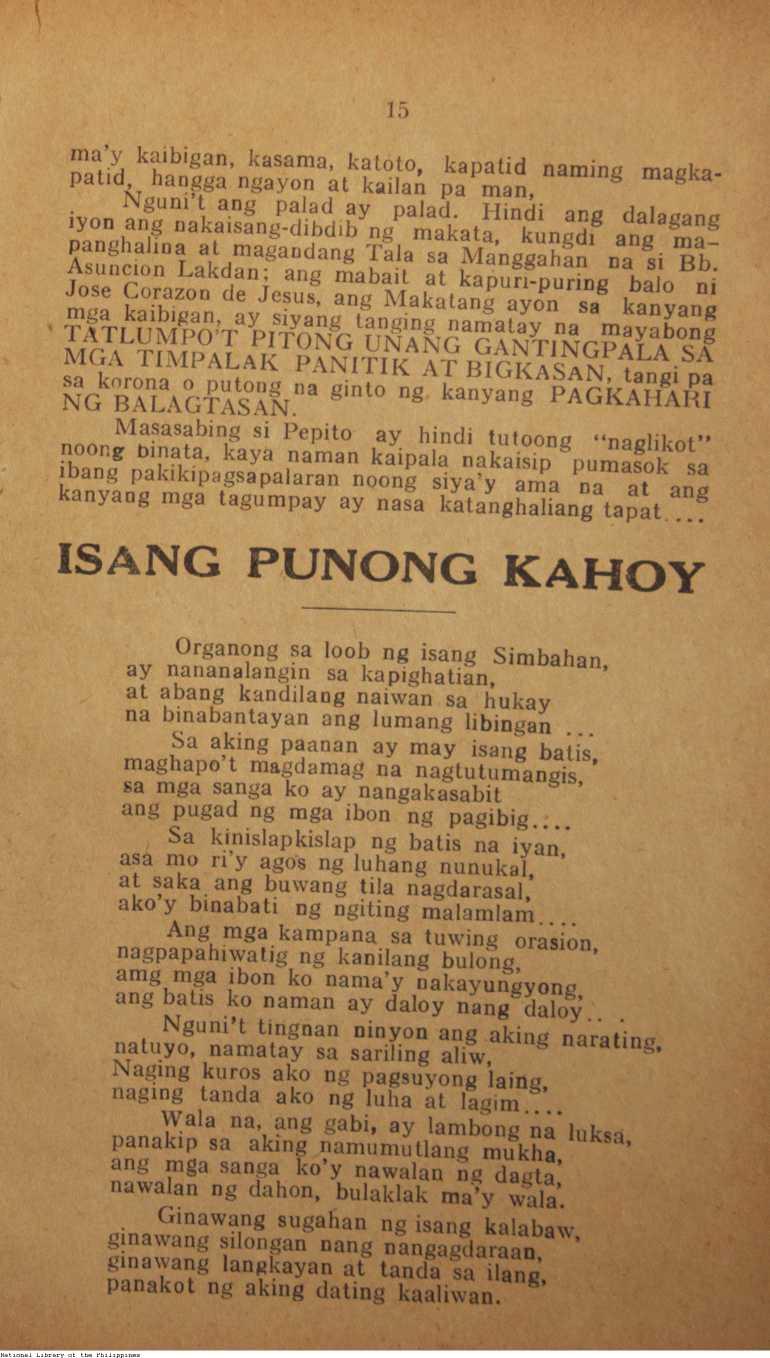 15
ma'y kaibigan, kasama, katoto, kapatid naming magka-
patid, hangga ngayon at kailan pa man,
Nguni't ang palad ay palad. Hindi ang dalagang
iyon ang nakaisang-dibdib ng makata, kungdi ang ma-
panghalina at magandang Tala sa Manggahan na si Bb.
Asuncion Lakdan; ang mabait at kapuri-puring balo ni
Jose Corazon de Jesus, ang Makatang ayon sa kanyang
mga kaibigan, ay siyang tanging namatay na mayabong
TATLUMPO'T PITONG UNANG GANTINGPALA SA
MGA TIMPALAK PANITIK AT BIGKASAN, tangi pa
sa korona o putong na ginto ng kanyang PAGKAHARI
NG BALAGTASAN.
Masasabing si Pepito ay hindi tutoong "naglikot"
noong binata, kaya naman kaipala nakaisip pumasok sa
ibang pakikipagsapalaran noong siya'y ama na at ang
kanyang mga tagumpay ay nasa katanghaliang tapat....
ISANG PUNONG KAHOY
Organong sa loob ng isang Simbahan,
ay nananalangin sa kapighatian,
at abang kandilang naiwan sa hukay
na binabantayan ang lumang libingan ...
Sa aking paanan ay may isang batis,
maghapo't magdamag na nagtutumangis,
sa mga sanga ko ay nangakasabit
ang pugad ng mga ibon ng pagibig....
Sa kinislapkislap ng batis na iyan,
asa mo ri'y agos ng luhang nunukal,
at saka ang buwang tila nagdarasal,
ako'y binabati ng ngiting malamlam....
Ang mga kampana sa tuwing orasion,
nagpapahiwatig ng kanilang bulong,
amg mga ibon ko nama'y nakayungyong,
ang batis ko naman ay daloy nang daloy.. .
Nguni't tingnan ninyon ang aking narating,
natuyo, namatay sa sariling aliw,
Naging kuros ako ng pagsuyong laing,
naging tanda ako ng luha at lagim....
Wala na, ang gabi, ay lambong na luksa,
panakip sa aking namumutlang mukha,
ang mga sanga ko'y nawalan ng dagta,
nawalan ng dahon, bulaklak ma'y wala.
Ginawang sugahan ng isang kalabaw,
ginawang silongan nang nangagdaraan,
ginawang langkayan at tanda sa ilang,
panakot ng aking dating kaaliwan.
National Library of the Philippines